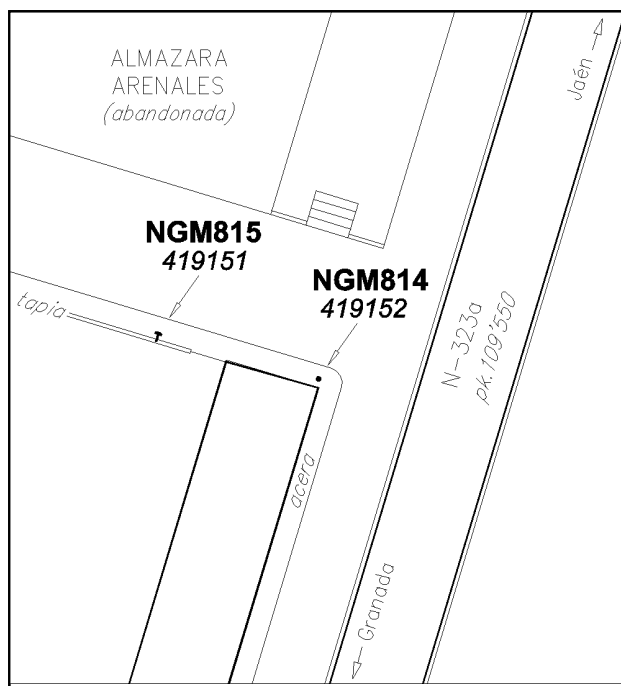 ALMAZARA
ARENALES
(abandonada)
Jaén
NGM815
419151
NGM814
419152
tapia
N-323a
pk.109'550
acera
Granada